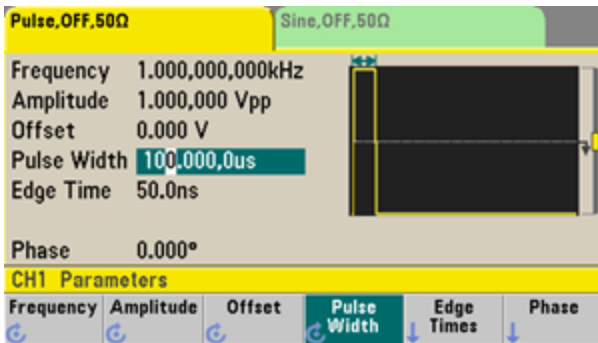 Pulse,OFF,50Ω
Sine,OFF,50Ω
Frequency 1.000,000,000kHz
Amplitude 1.000,000 Vpp
Offset 0.000 V
Pulse Width 100.000,0us
Edge Time 50.0ns
Phase 0.000°
CH1 Parameters
Frequency Amplitude Offset Pulse Width Edge Times Phase